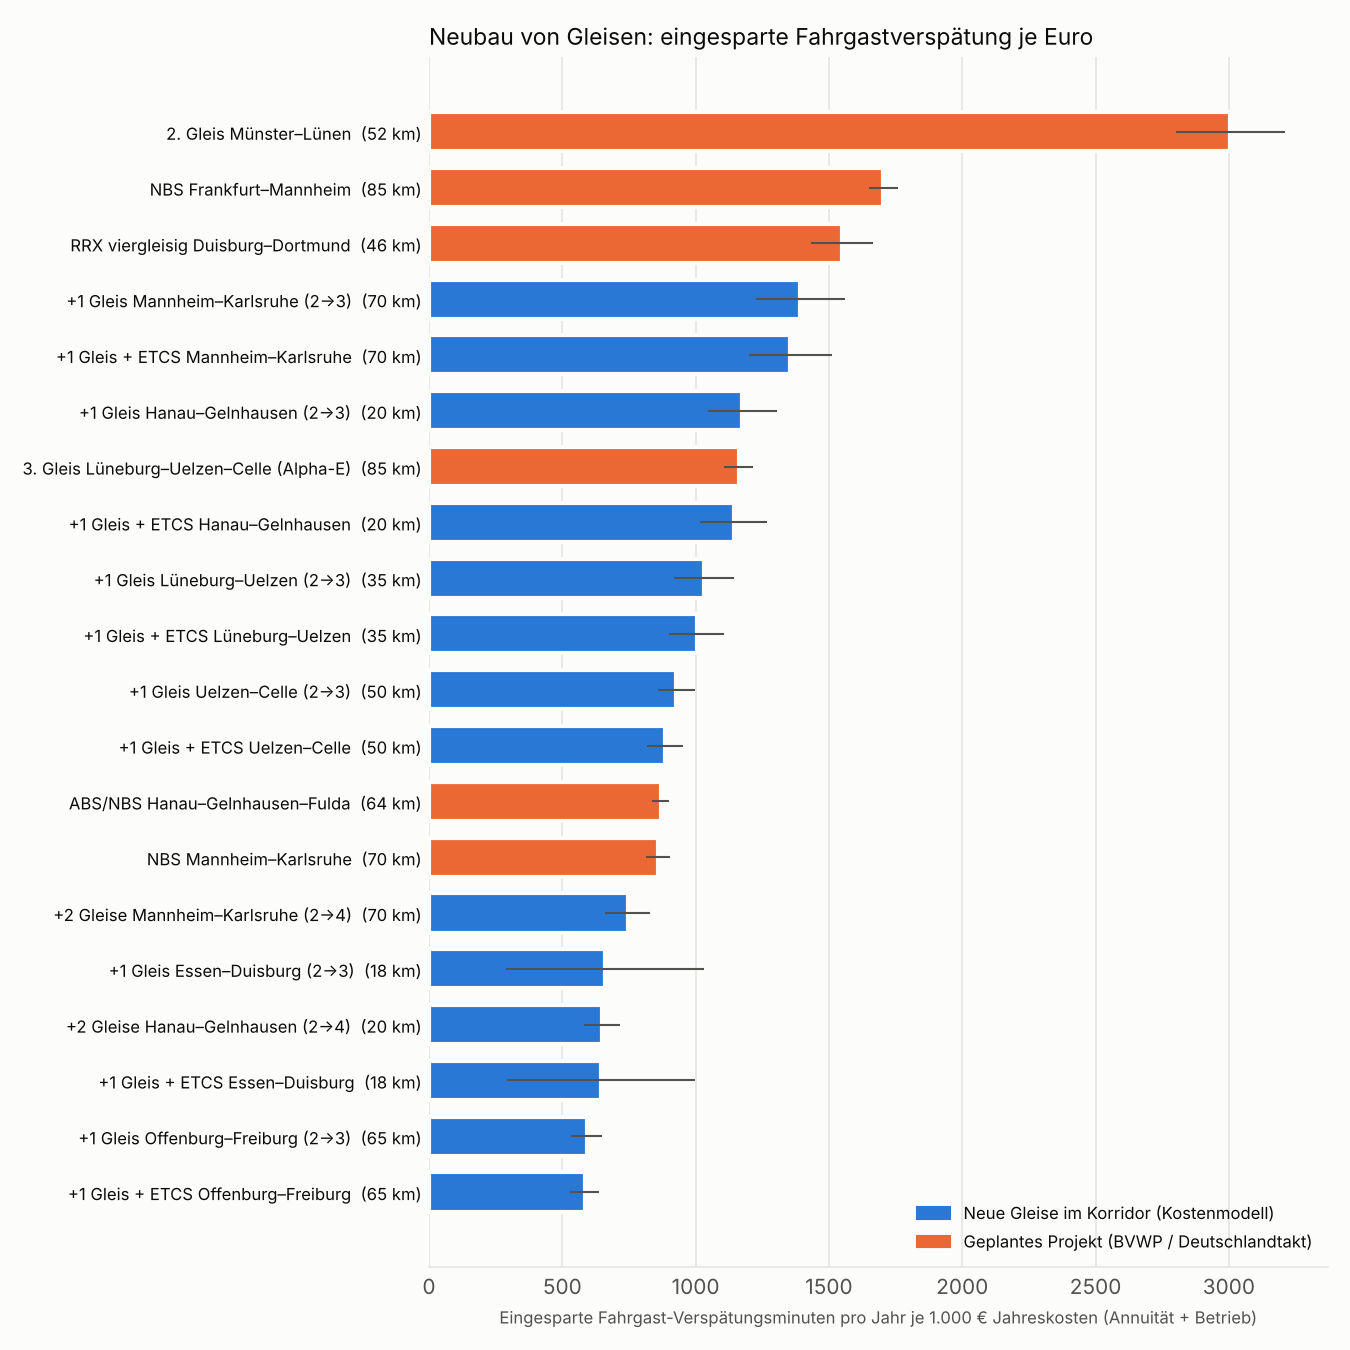 Neubau von Gleisen: eingesparte Fahrgastverspätung je Euro
2. Gleis Münster–Lünen (52 km)
NBS Frankfurt–Mannheim (85 km)
RRX viergleisig Duisburg–Dortmund (46 km)
+1 Gleis Mannheim–Karlsruhe (2→3) (70 km)
+1 Gleis + ETCS Mannheim–Karlsruhe (70 km)
+1 Gleis Hanau–Gelnhausen (2→3) (20 km)
3. Gleis Lüneburg–Uelzen–Celle (Alpha-E) (85 km)
+1 Gleis + ETCS Hanau–Gelnhausen (20 km)
+1 Gleis Lüneburg–Uelzen (2→3) (35 km)
+1 Gleis + ETCS Lüneburg–Uelzen (35 km)
+1 Gleis Uelzen–Celle (2→3) (50 km)
+1 Gleis + ETCS Uelzen–Celle (50 km)
ABS/NBS Hanau–Gelnhausen–Fulda (64 km)
NBS Mannheim–Karlsruhe (70 km)
+2 Gleise Mannheim–Karlsruhe (2→4) (70 km)
+1 Gleis Essen–Duisburg (2→3) (18 km)
+2 Gleise Hanau–Gelnhausen (2→4) (20 km)
+1 Gleis + ETCS Essen–Duisburg (18 km)
+1 Gleis Offenburg–Freiburg (2→3) (65 km)
+1 Gleis + ETCS Offenburg–Freiburg (65 km)
Neue Gleise im Korridor (Kostenmodell)
Geplantes Projekt (BVWP / Deutschlandtakt)
0 500 1000 1500 2000 2500 3000
Eingesparte Fahrgast-Verspätungsminuten pro Jahr je 1.000 € Jahreskosten (Annuität + Betrieb)